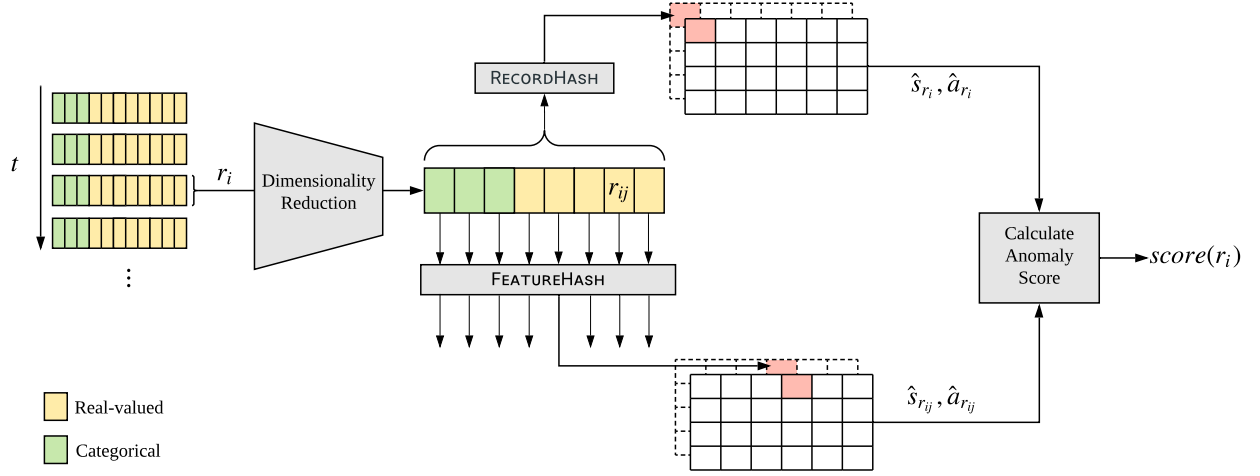 t
r_i
Dimensionality
Reduction
RECORDHASH
r_{ij}
FEATUREHASH
ŝ_{r_i}, â_{r_i}
ŝ_{r_{ij}}, â_{r_{ij}}
Calculate
Anomaly
Score
score(r_i)
⋮
Real-valued
Categorical